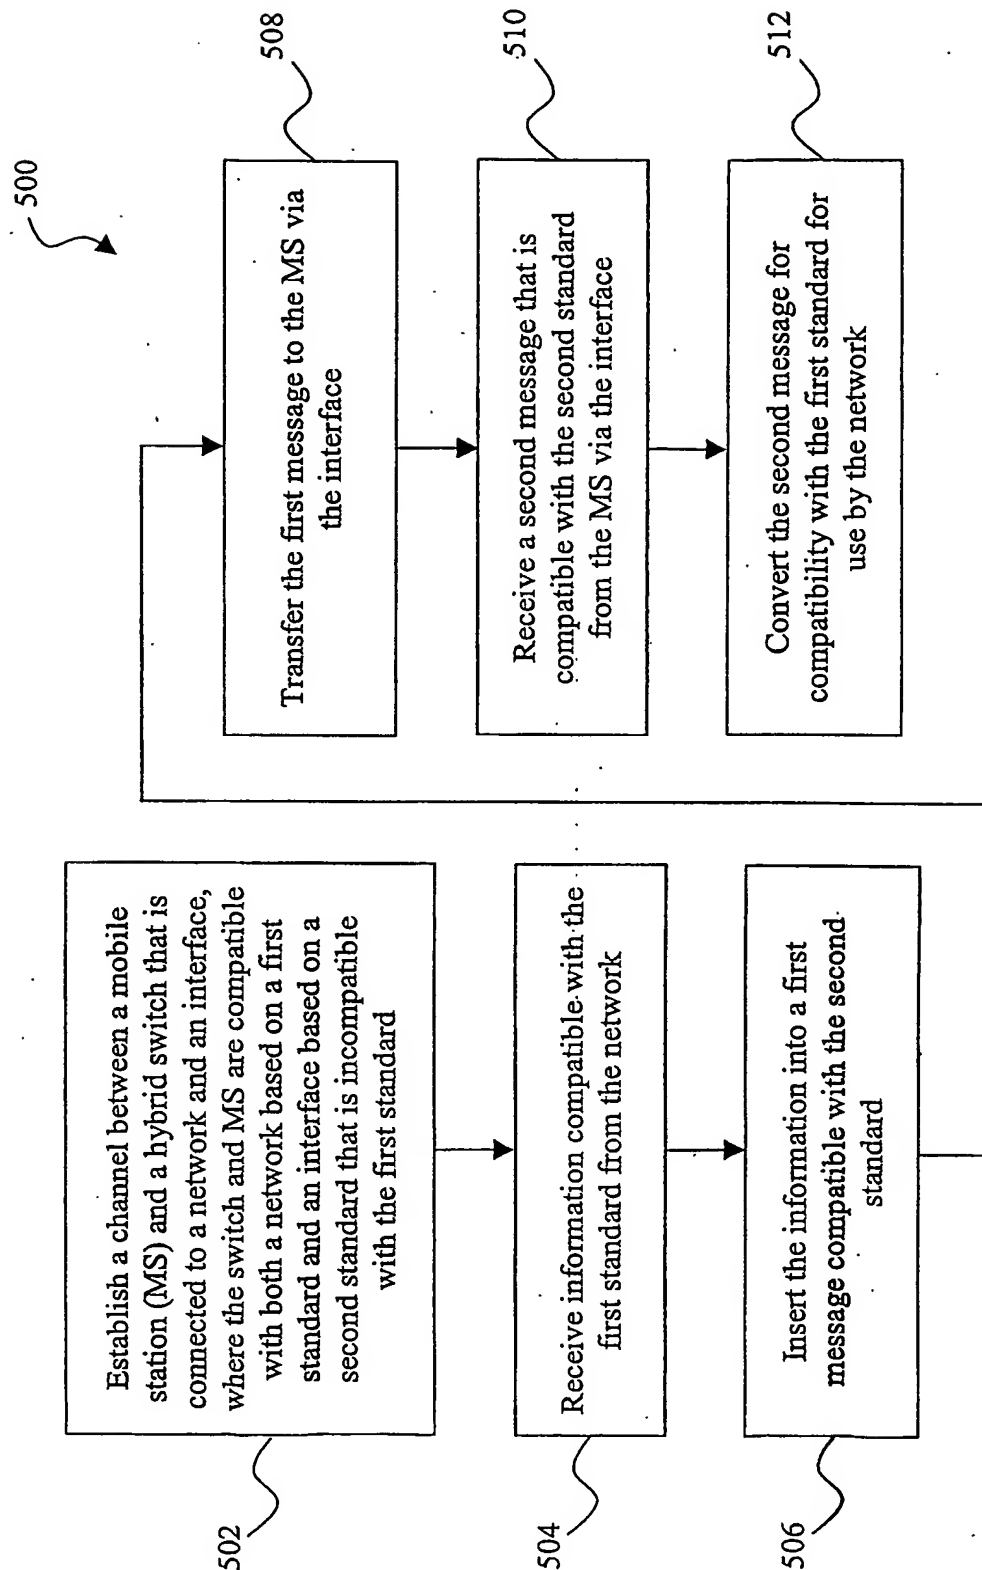 500
502
Establish a channel between a mobile
station (MS) and a hybrid switch that is
connected to a network and an interface,
where the switch and MS are compatible
with both a network based on a first
standard and an interface based on a
second standard that is incompatible
with the first standard
504
Receive information compatible with the
first standard from the network
506
Insert the information into a first
message compatible with the second
standard
508
Transfer the first message to the MS via
the interface
510
Receive a second message that is
compatible with the second standard
from the MS via the interface
512
Convert the second message for
compatibility with the first standard for
use by the network